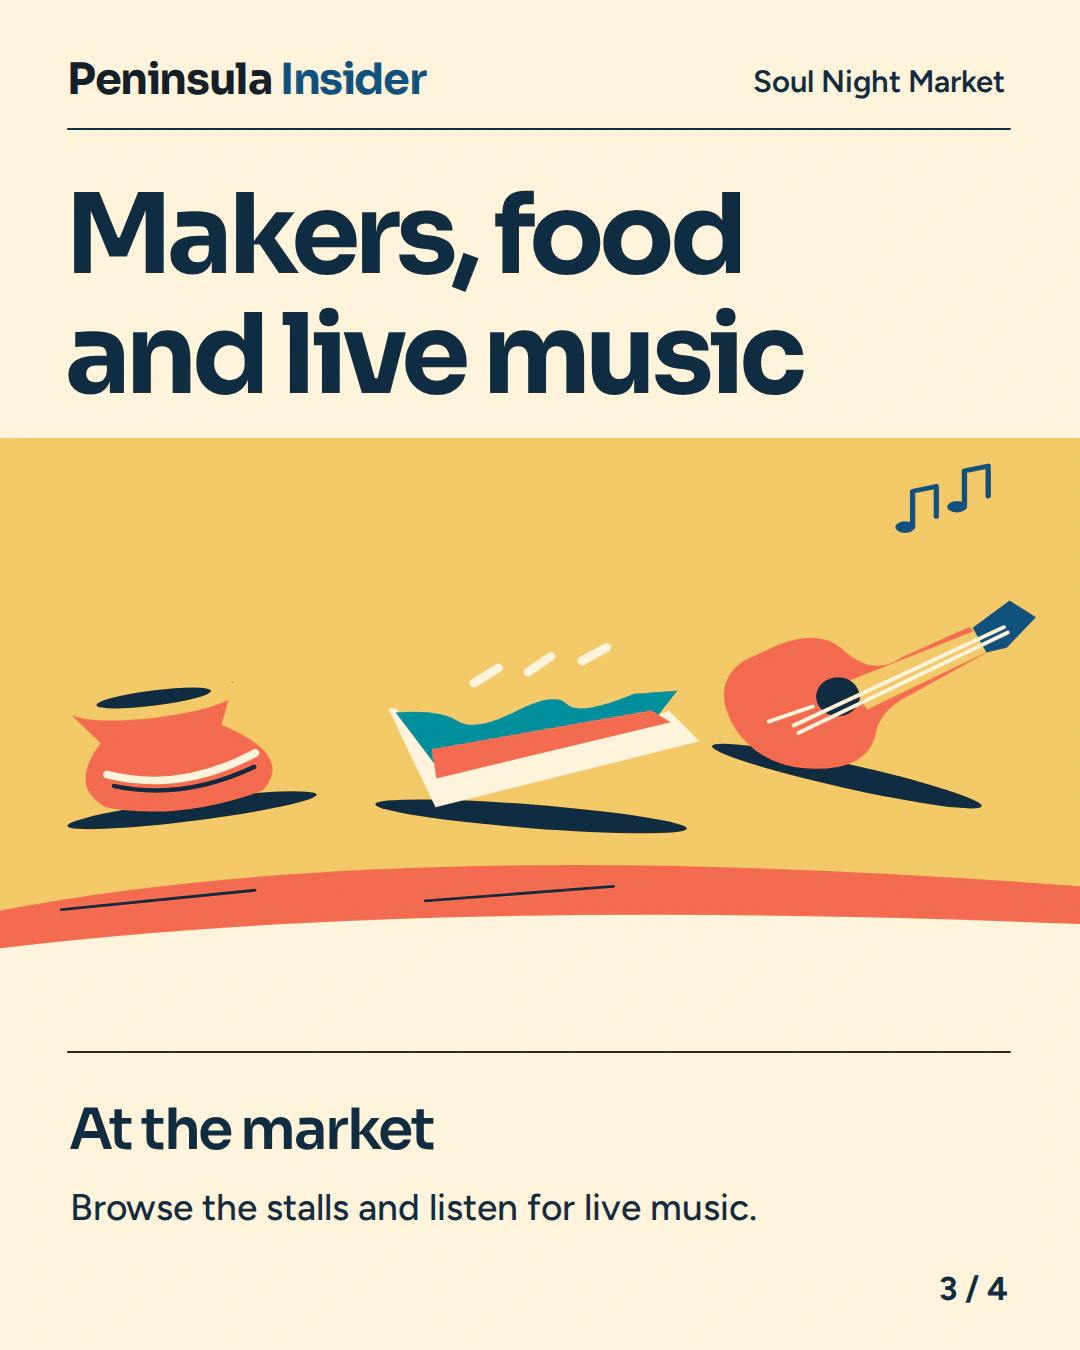 Peninsula Insider
Soul Night Market
Makers, food
and live music
At the market
Browse the stalls and listen for live music.
3 / 4